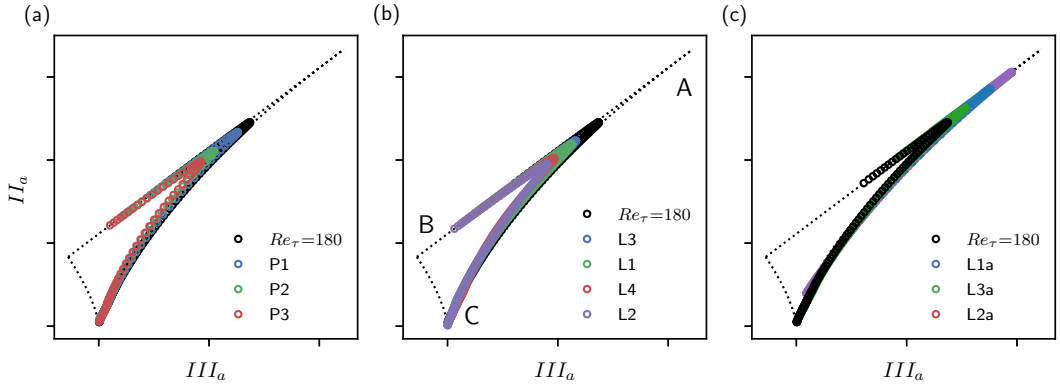 (a)
II_a
Re_τ=180
P1
P2
P3
III_a
(b)
A
B
C
Re_τ=180
L3
L1
L4
L2
III_a
(c)
Re_τ=180
L1a
L3a
L2a
III_a